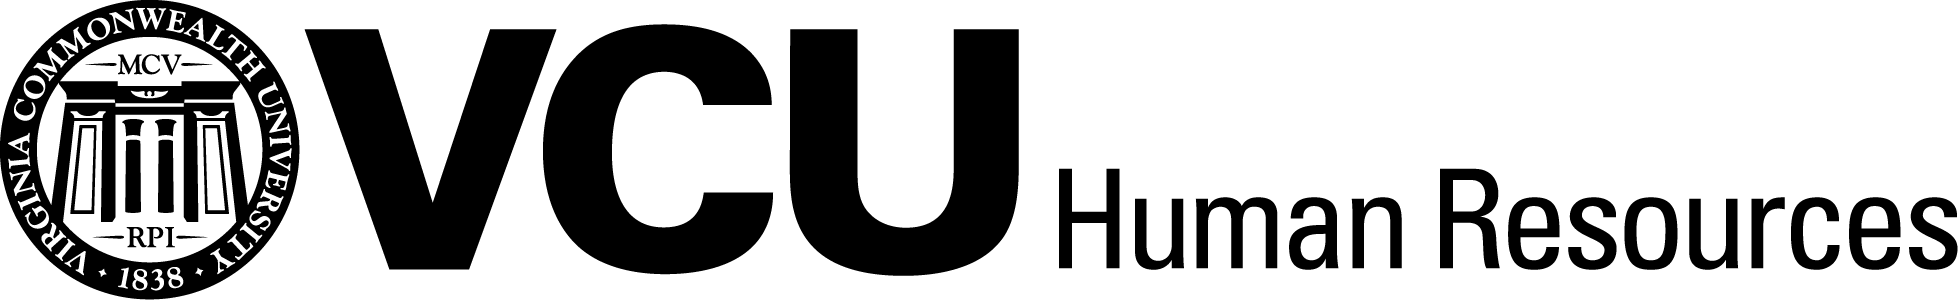 VIRGINIA COMMONWEALTH UNIVERSITY
MCV
RPI
· 1838 ·
VCU Human Resources